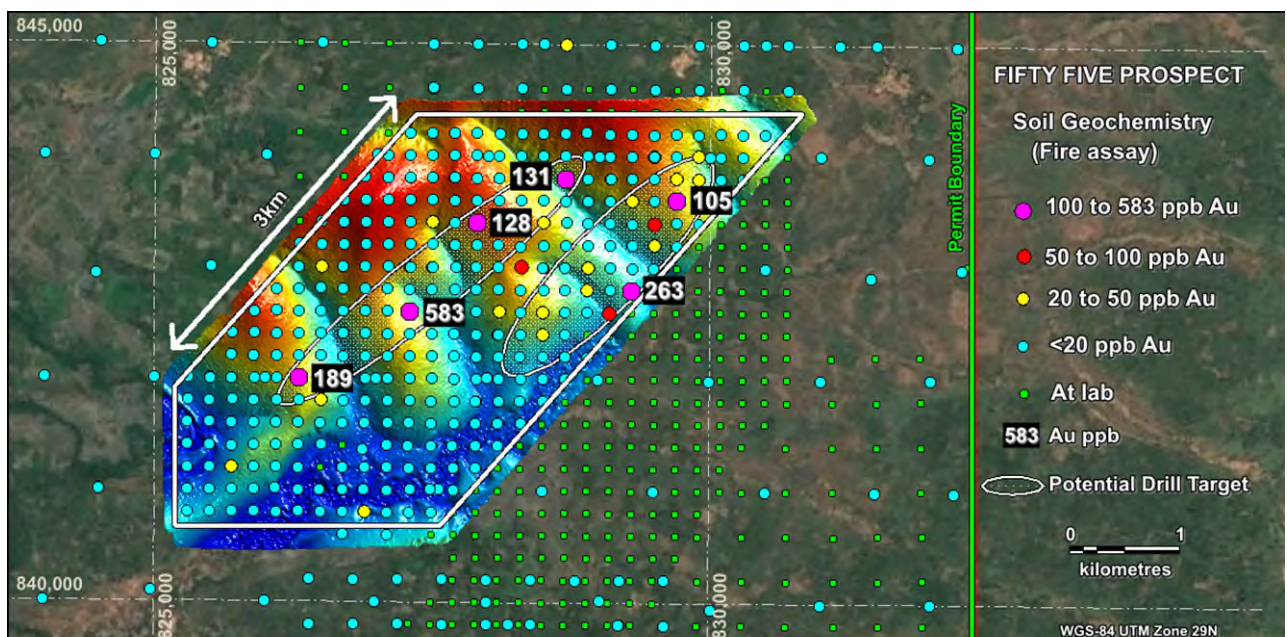 845,000
825,000
830,000
FIFTY FIVE PROSPECT
Soil Geochemistry
(Fire assay)
Permit Boundary
100 to 583 ppb Au
50 to 100 ppb Au
20 to 50 ppb Au
<20 ppb Au
At lab
583 Au ppb
Potential Drill Target
0 1
kilometres
WGS-84 UTM Zone 29N
3km
131
105
128
263
583
189
840,000
825,000
830,000